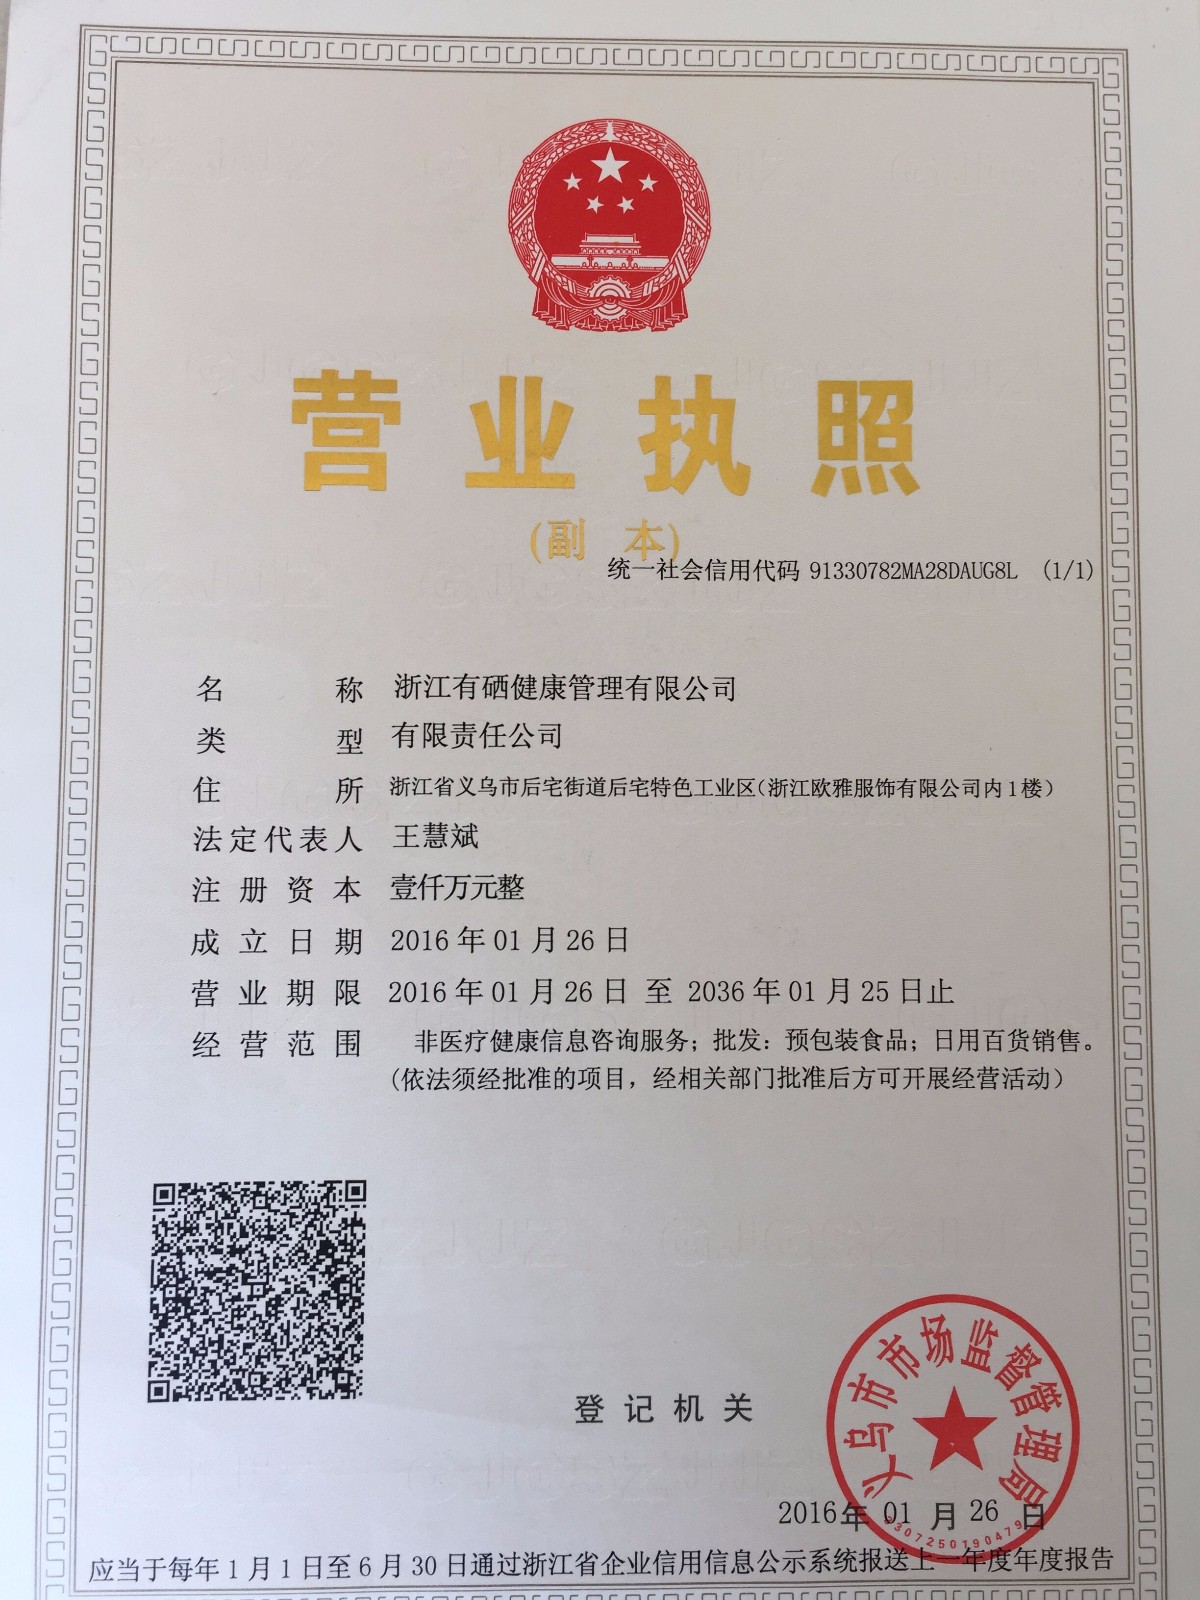 营业执照
(副 本)
统一社会信用代码 91330782MA28DAUG8L (1/1)
名 称 浙江有硒健康管理有限公司
类 型 有限责任公司
住 所 浙江省义乌市后宅街道后宅特色工业区(浙江欧雅服饰有限公司内1楼)
法定代表人 王慧斌
注册资本 壹仟万元整
成立日期 2016年01月26日
营业期限 2016年01月26日 至 2036年01月25日止
经营范围 非医疗健康信息咨询服务;批发:预包装食品;日用百货销售。
(依法须经批准的项目,经相关部门批准后方可开展经营活动)
登记机关
义乌市市场监督管理局
2016年 01 月 26 日
3307250190479
应当于每年1月1日至6月30日通过浙江省企业信用信息公示系统报送上一年度年度报告